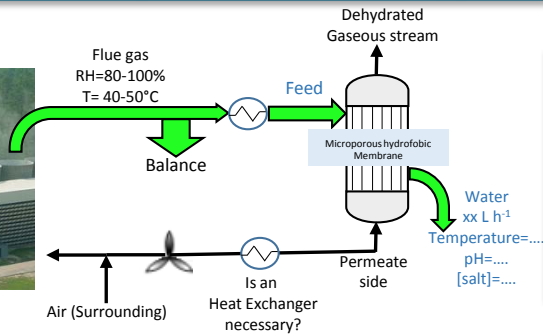 Dehydrated
Gaseous stream
Flue gas
RH=80-100%
T= 40-50°C
Feed
Microporous hydrofobic
Membrane
Balance
Water
xx L h-1
Temperature=....
pH=....
[salt]=....
Permeate
side
Is an
Heat Exchanger
necessary?
Air (Surrounding)